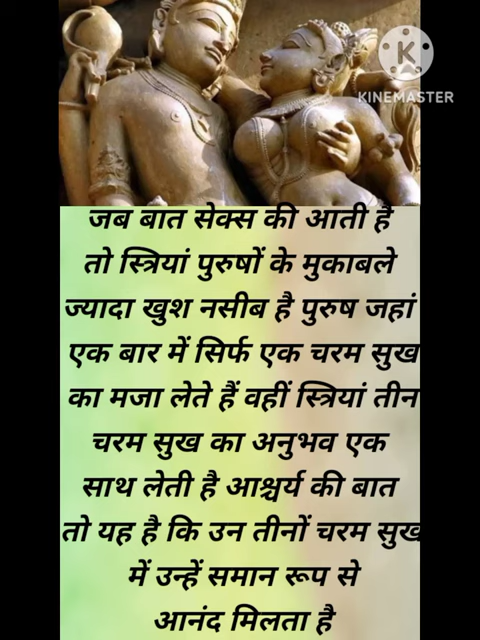 KINEMASTER
जब बात सेक्स की आती है
तो स्त्रियां पुरुषों के मुकाबले
ज्यादा खुश नसीब है पुरुष जहां
एक बार में सिर्फ एक चरम सुख
का मजा लेते हैं वहीं स्त्रियां तीन
चरम सुख का अनुभव एक
साथ लेती है आश्चर्य की बात
तो यह है कि उन तीनों चरम सुख
में उन्हें समान रूप से
आनंद मिलता है